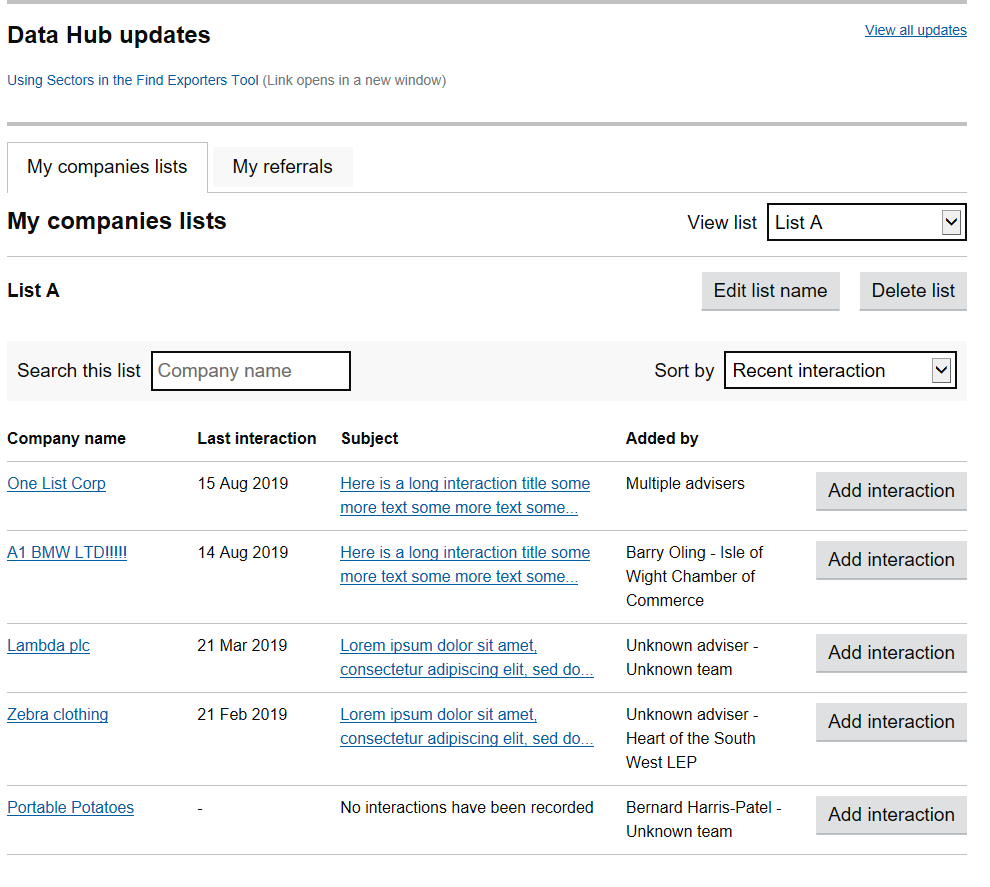 Data Hub updates
View all updates
Using Sectors in the Find Exporters Tool (Link opens in a new window)
My companies lists
My referrals
My companies lists
View list
List A
List A
Edit list name
Delete list
Search this list
Company name
Sort by
Recent interaction
Company name
Last interaction
Subject
Added by
One List Corp
15 Aug 2019
Here is a long interaction title some
more text some more text some...
Multiple advisers
Add interaction
A1 BMW LTD!!!!!
14 Aug 2019
Here is a long interaction title some
more text some more text some...
Barry Oling - Isle of
Wight Chamber of
Commerce
Add interaction
Lambda plc
21 Mar 2019
Lorem ipsum dolor sit amet,
consectetur adipiscing elit, sed do...
Unknown adviser -
Unknown team
Add interaction
Zebra clothing
21 Feb 2019
Lorem ipsum dolor sit amet,
consectetur adipiscing elit, sed do...
Unknown adviser -
Heart of the South
West LEP
Add interaction
Portable Potatoes
-
No interactions have been recorded
Bernard Harris-Patel -
Unknown team
Add interaction